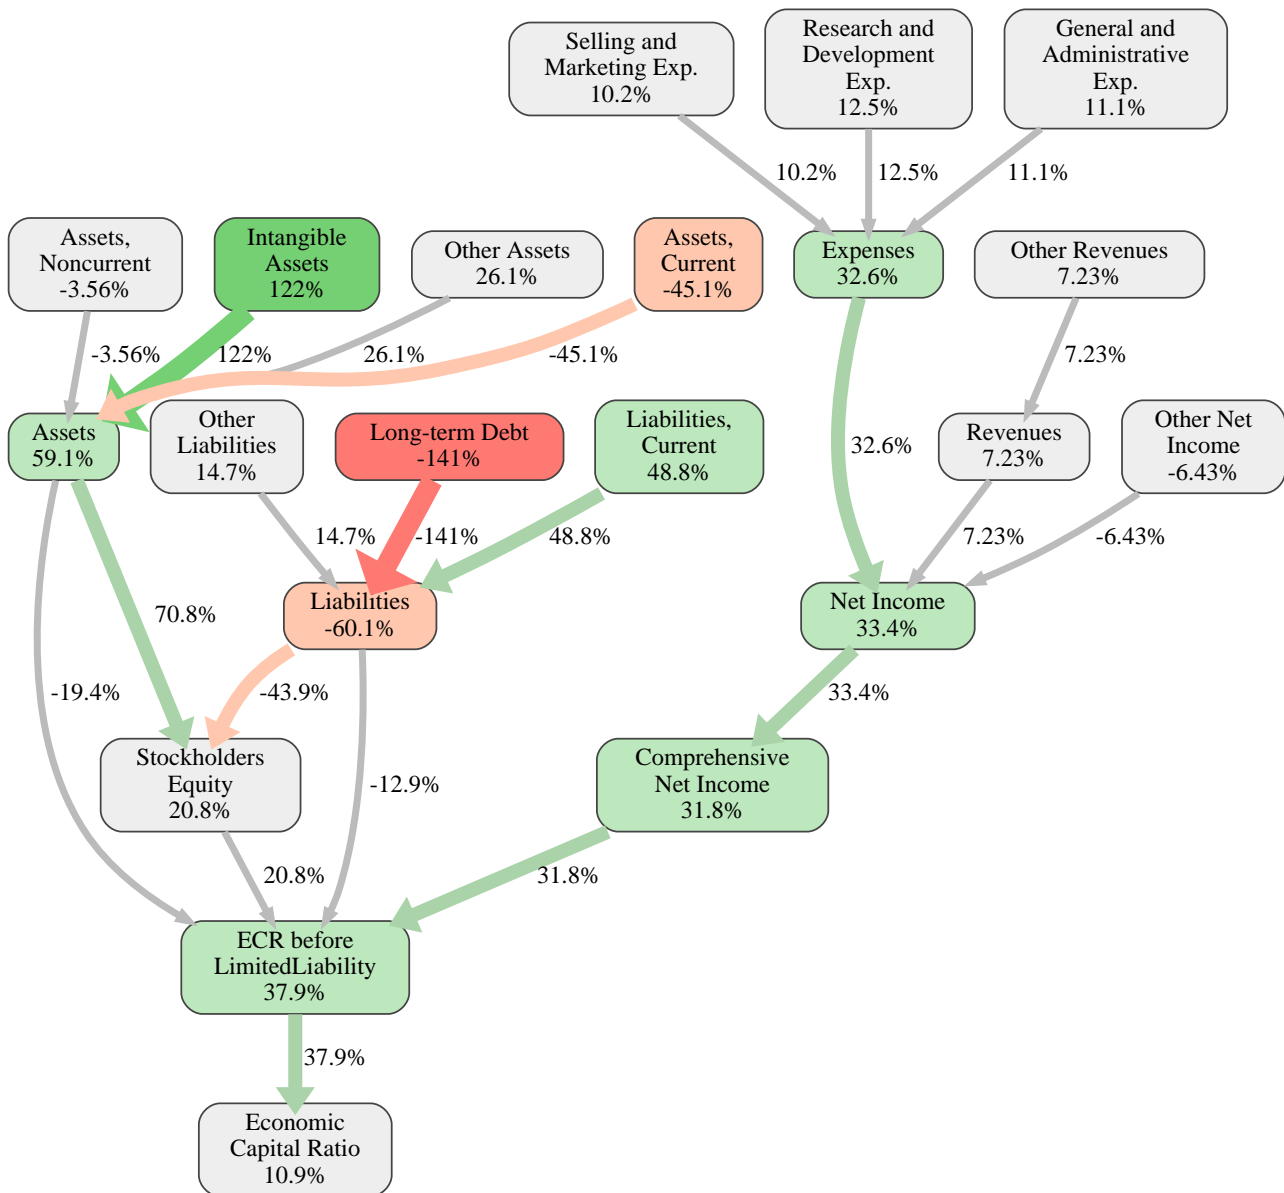 Selling and
Marketing Exp.
10.2%
Research and
Development
Exp.
12.5%
General and
Administrative
Exp.
11.1%
10.2%
12.5%
11.1%
Assets,
Noncurrent
-3.56%
Intangible
Assets
122%
Other Assets
26.1%
Assets,
Current
-45.1%
Expenses
32.6%
Other Revenues
7.23%
-3.56%
122%
26.1%
-45.1%
7.23%
Assets
59.1%
Other
Liabilities
14.7%
Long-term Debt
-141%
Liabilities,
Current
48.8%
32.6%
Revenues
7.23%
Other Net
Income
-6.43%
14.7%
-141%
48.8%
7.23%
-6.43%
70.8%
Liabilities
-60.1%
Net Income
33.4%
-19.4%
-43.9%
33.4%
Stockholders
Equity
20.8%
-12.9%
Comprehensive
Net Income
31.8%
20.8%
31.8%
ECR before
LimitedLiability
37.9%
37.9%
Economic
Capital Ratio
10.9%